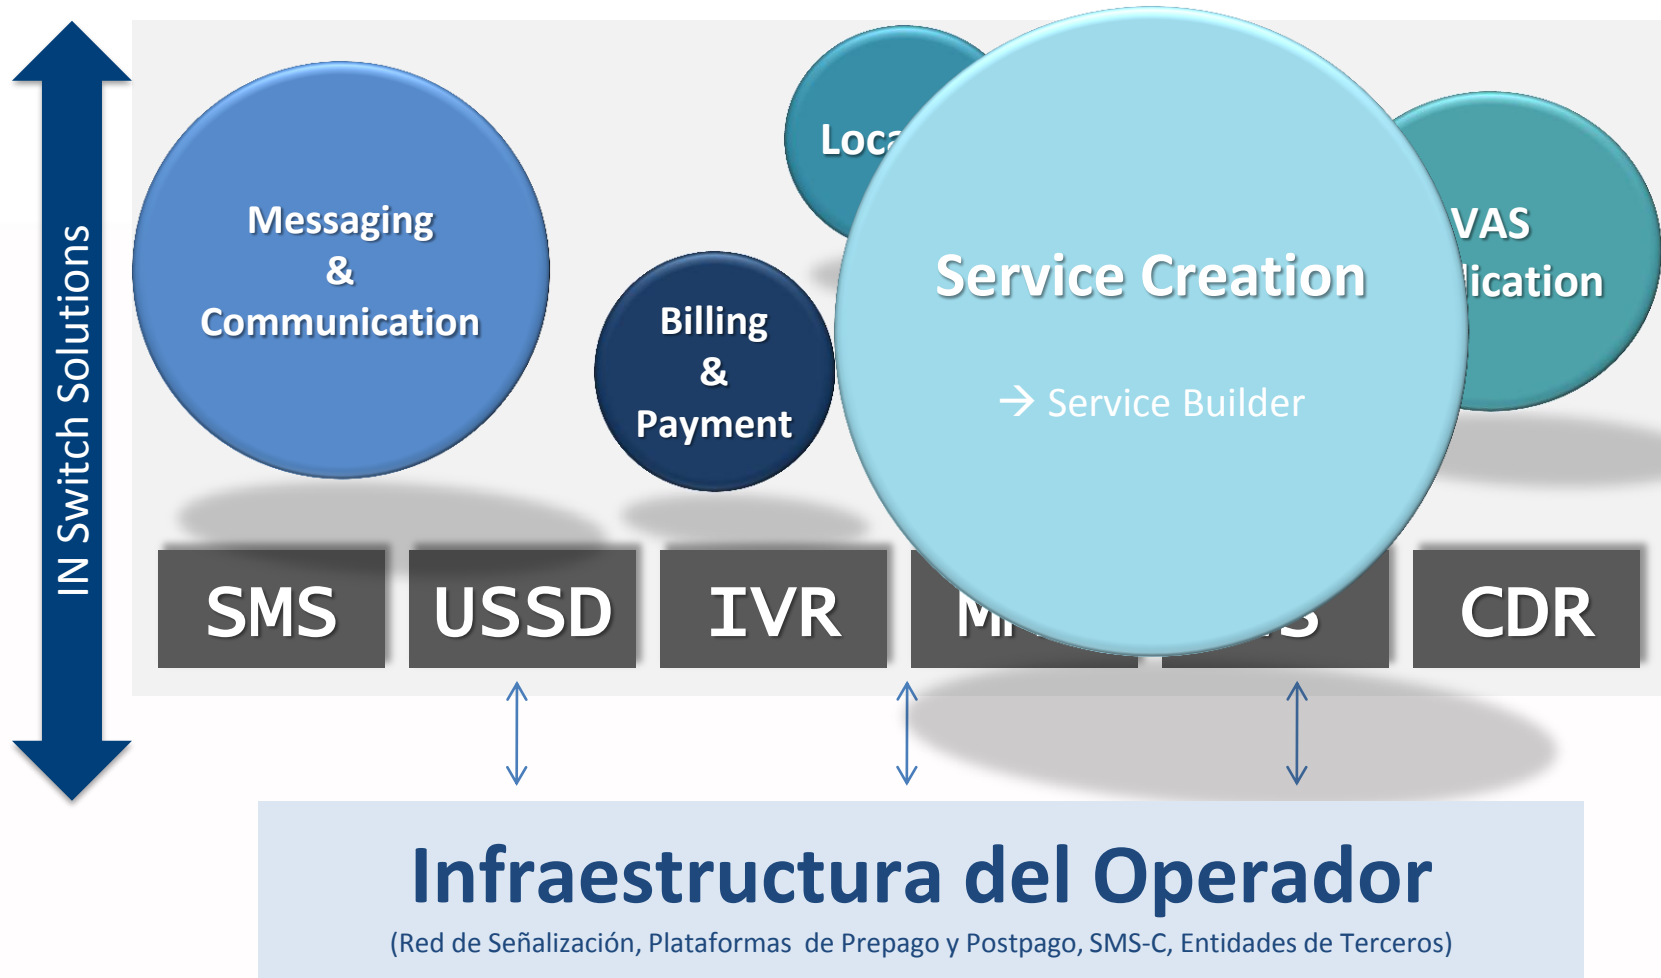 IN Switch Solutions
Messaging
&
Communication
Billing
&
Payment
Service Creation
→ Service Builder
VAS
SMS
USSD
IVR
CDR
Infraestructura del Operador
(Red de Señalización, Plataformas de Prepago y Postpago, SMS-C, Entidades de Terceros)